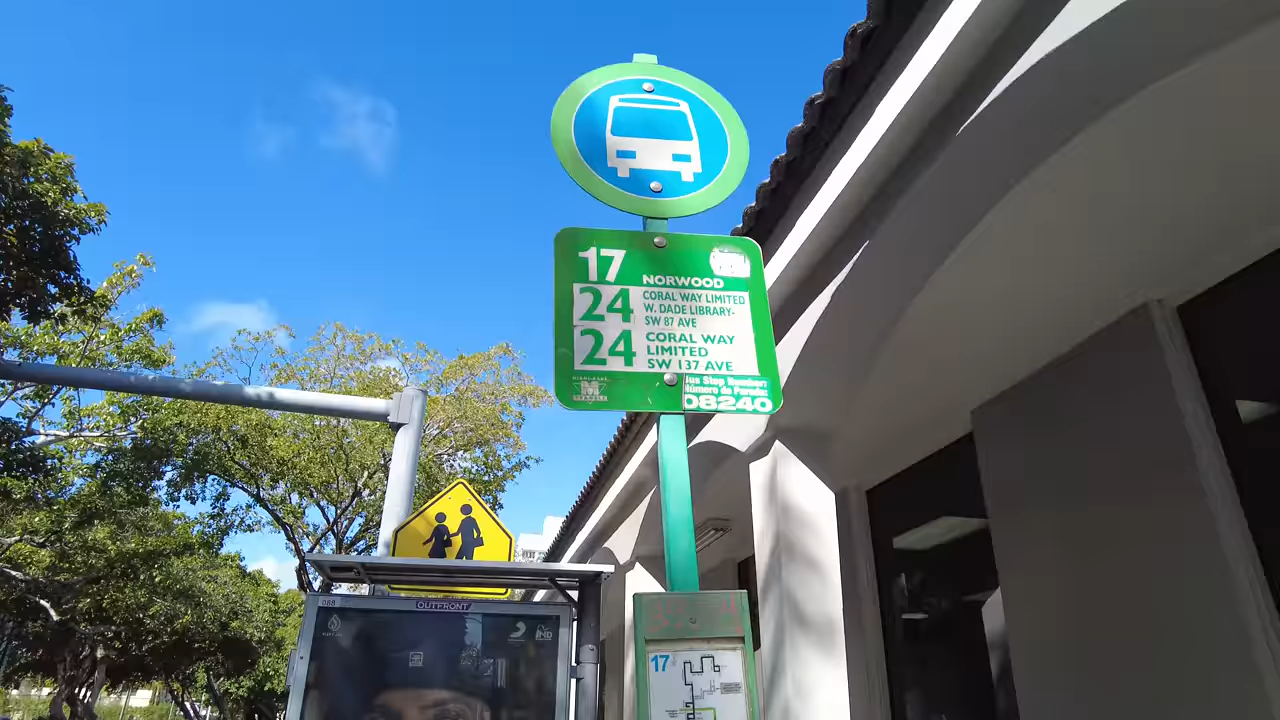 17
NORWOOD
24
CORAL WAY LIMITED
W. DADE LIBRARY-
SW 87 AVE
24
CORAL WAY
LIMITED
SW 137 AVE
Bus Stop Number:
Número de Parada:
08240
088
OUTFRONT
17